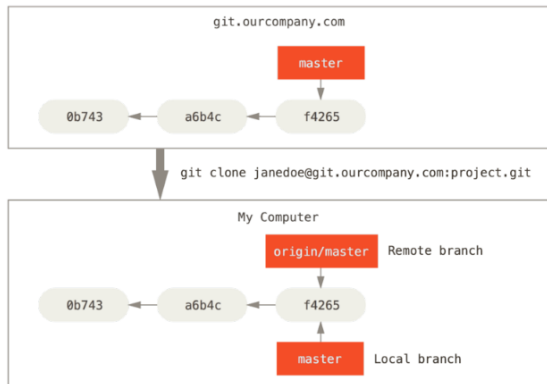 git.ourcompany.com
master
0b743 a6b4c f4265
git clone janedoe@git.ourcompany.com:project.git
My Computer
origin/master Remote branch
0b743 a6b4c f4265
master Local branch